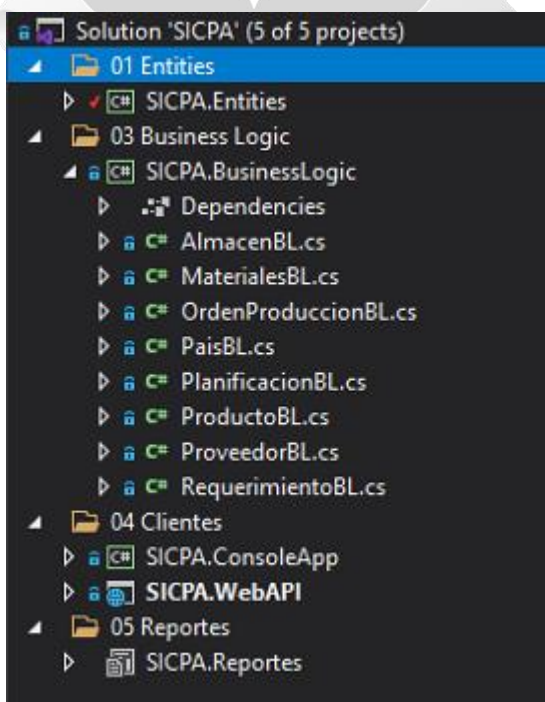 Solution 'SICPA' (5 of 5 projects)
01 Entities
C# SICPA.Entities
03 Business Logic
C# SICPA.BusinessLogic
Dependencies
C# AlmacenBL.cs
C# MaterialesBL.cs
C# OrdenProduccionBL.cs
C# PaisBL.cs
C# PlanificacionBL.cs
C# ProductoBL.cs
C# ProveedorBL.cs
C# RequerimientoBL.cs
04 Clientes
C# SICPA.ConsoleApp
SICPA.WebAPI
05 Reportes
SICPA.Reportes